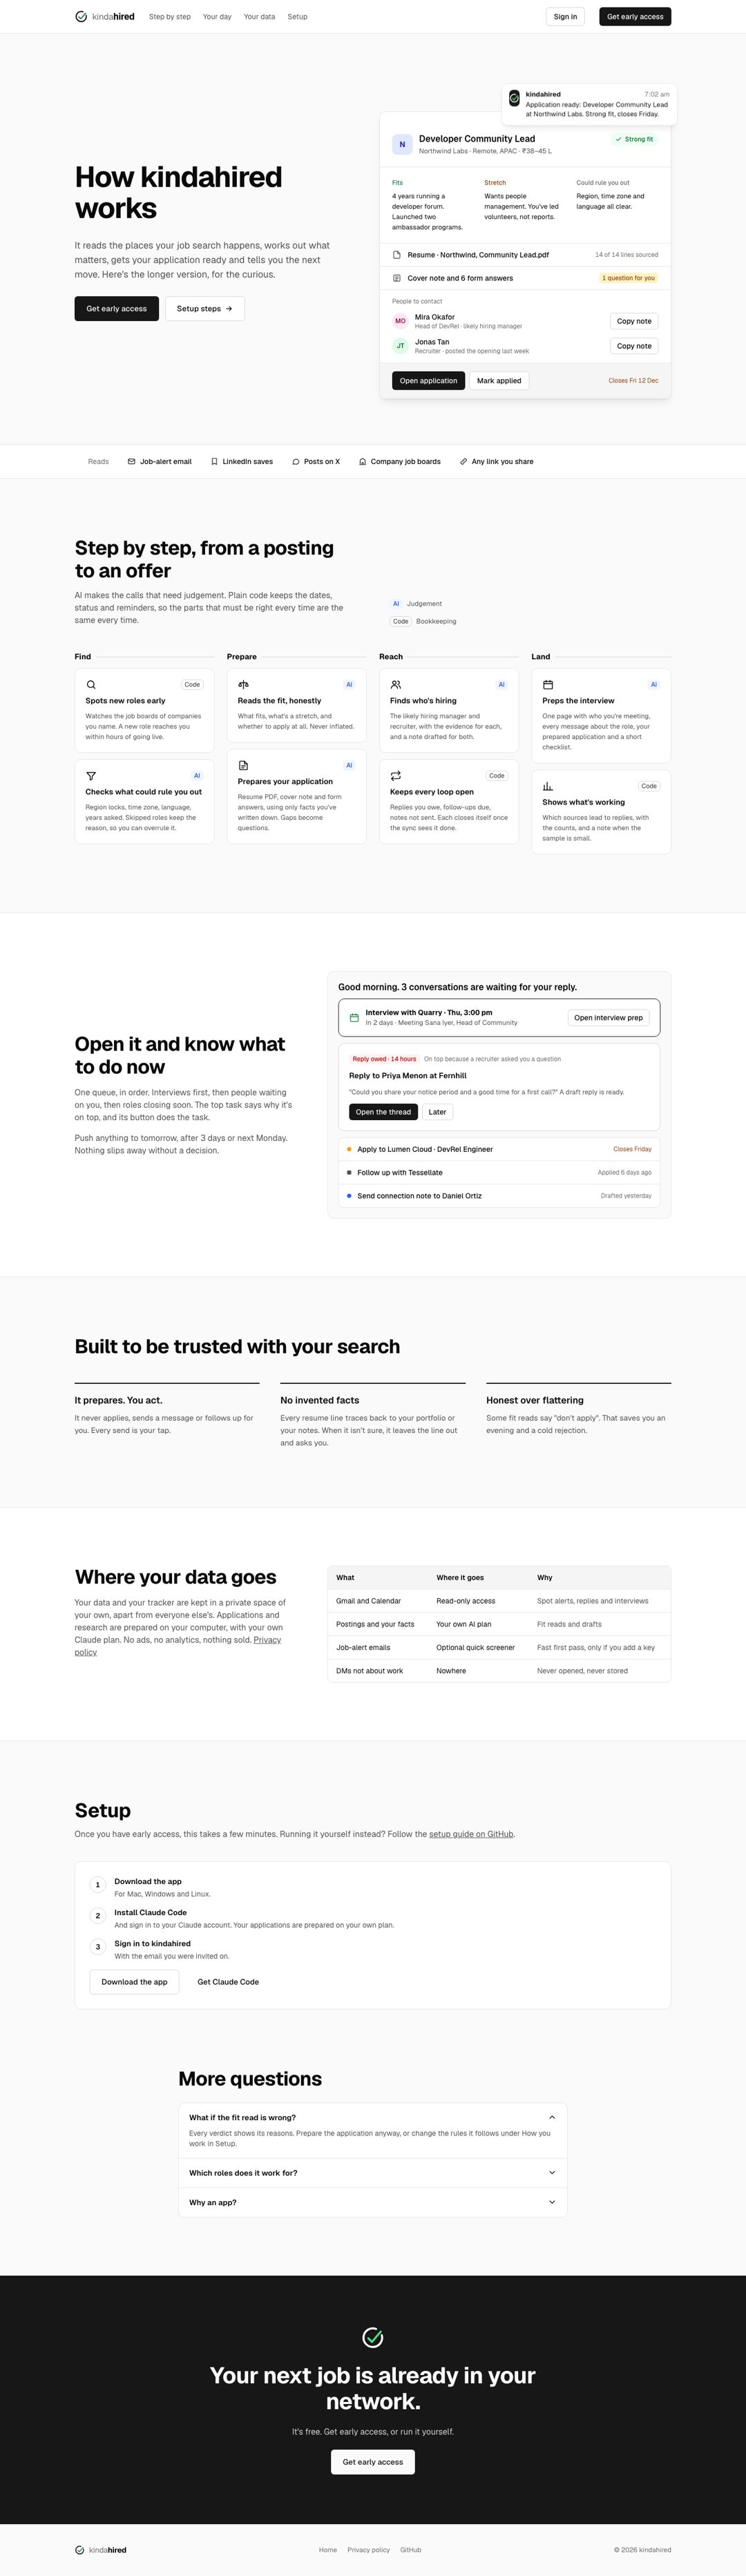 kindahired
Step by step
Your day
Your data
Setup
Sign in
Get early access
How kindahired
works
It reads the places your job search happens, works out what
matters, gets your application ready and tells you the next
move. Here's the longer version, for the curious.
Get early access
Setup steps →
kindahired
7:02 am
Application ready: Developer Community Lead
at Northwind Labs. Strong fit, closes Friday.
N
Developer Community Lead
Northwind Labs · Remote, APAC · ₹38–45 L
Strong fit
Fits
4 years running a
developer forum.
Launched two
ambassador programs.
Stretch
Wants people
management. You've led
volunteers, not reports.
Could rule you out
Region, time zone and
language all clear.
Resume · Northwind, Community Lead.pdf
14 of 14 lines sourced
Cover note and 6 form answers
1 question for you
People to contact
MO
Mira Okafor
Head of DevRel · likely hiring manager
Copy note
JT
Jonas Tan
Recruiter · posted the opening last week
Copy note
Open application
Mark applied
Closes Fri 12 Dec
Reads
Job-alert email
LinkedIn saves
Posts on X
Company job boards
Any link you share
Step by step, from a posting
to an offer
AI makes the calls that need judgement. Plain code keeps the dates,
status and reminders, so the parts that must be right every time are the
same every time.
AI Judgement
Code Bookkeeping
Find
Code
Spots new roles early
Watches the job boards of companies
you name. A new role reaches you
within hours of going live.
AI
Checks what could rule you out
Region locks, time zone, language,
years asked. Skipped roles keep the
reason, so you can overrule it.
Prepare
AI
Reads the fit, honestly
What fits, what's a stretch, and
whether to apply at all. Never inflated.
AI
Prepares your application
Resume PDF, cover note and form
answers, using only facts you've
written down. Gaps become
questions.
Reach
AI
Finds who's hiring
The likely hiring manager and
recruiter, with the evidence for each,
and a note drafted for both.
Code
Keeps every loop open
Replies you owe, follow-ups due,
notes not sent. Each closes itself once
the sync sees it done.
Land
AI
Preps the interview
One page with who you're meeting,
every message about the role, your
prepared application and a short
checklist.
Code
Shows what's working
Which sources lead to replies, with
the counts, and a note when the
sample is small.
Open it and know what
to do now
One queue, in order. Interviews first, then people waiting
on you, then roles closing soon. The top task says why it's
on top, and its button does the task.
Push anything to tomorrow, after 3 days or next Monday.
Nothing slips away without a decision.
Good morning. 3 conversations are waiting for your reply.
Interview with Quarry · Thu, 3:00 pm
In 2 days · Meeting Sana Iyer, Head of Community
Open interview prep
Reply owed · 14 hours
On top because a recruiter asked you a question
Reply to Priya Menon at Fernhill
"Could you share your notice period and a good time for a first call?" A draft reply is ready.
Open the thread
Later
Apply to Lumen Cloud · DevRel Engineer
Closes Friday
Follow up with Tessellate
Applied 6 days ago
Send connection note to Daniel Ortiz
Drafted yesterday
Built to be trusted with your search
It prepares. You act.
It never applies, sends a message or follows up for
you. Every send is your tap.
No invented facts
Every resume line traces back to your portfolio or
your notes. When it isn't sure, it leaves the line out
and asks you.
Honest over flattering
Some fit reads say "don't apply". That saves you an
evening and a cold rejection.
Where your data goes
Your data and your tracker are kept in a private space of
your own, apart from everyone else's. Applications and
research are prepared on your computer, with your own
Claude plan. No ads, no analytics, nothing sold. Privacy
policy
What
Where it goes
Why
Gmail and Calendar
Read-only access
Spot alerts, replies and interviews
Postings and your facts
Your own AI plan
Fit reads and drafts
Job-alert emails
Optional quick screener
Fast first pass, only if you add a key
DMs not about work
Nowhere
Never opened, never stored
Setup
Once you have early access, this takes a few minutes. Running it yourself instead? Follow the setup guide on GitHub.
1
Download the app
For Mac, Windows and Linux.
2
Install Claude Code
And sign in to your Claude account. Your applications are prepared on your own plan.
3
Sign in to kindahired
With the email you were invited on.
Download the app
Get Claude Code
More questions
What if the fit read is wrong?
Every verdict shows its reasons. Prepare the application anyway, or change the rules it follows under How you
work in Setup.
Which roles does it work for?
Why an app?
Your next job is already in your
network.
It's free. Get early access, or run it yourself.
Get early access
kindahired
Home
Privacy policy
GitHub
© 2026 kindahired